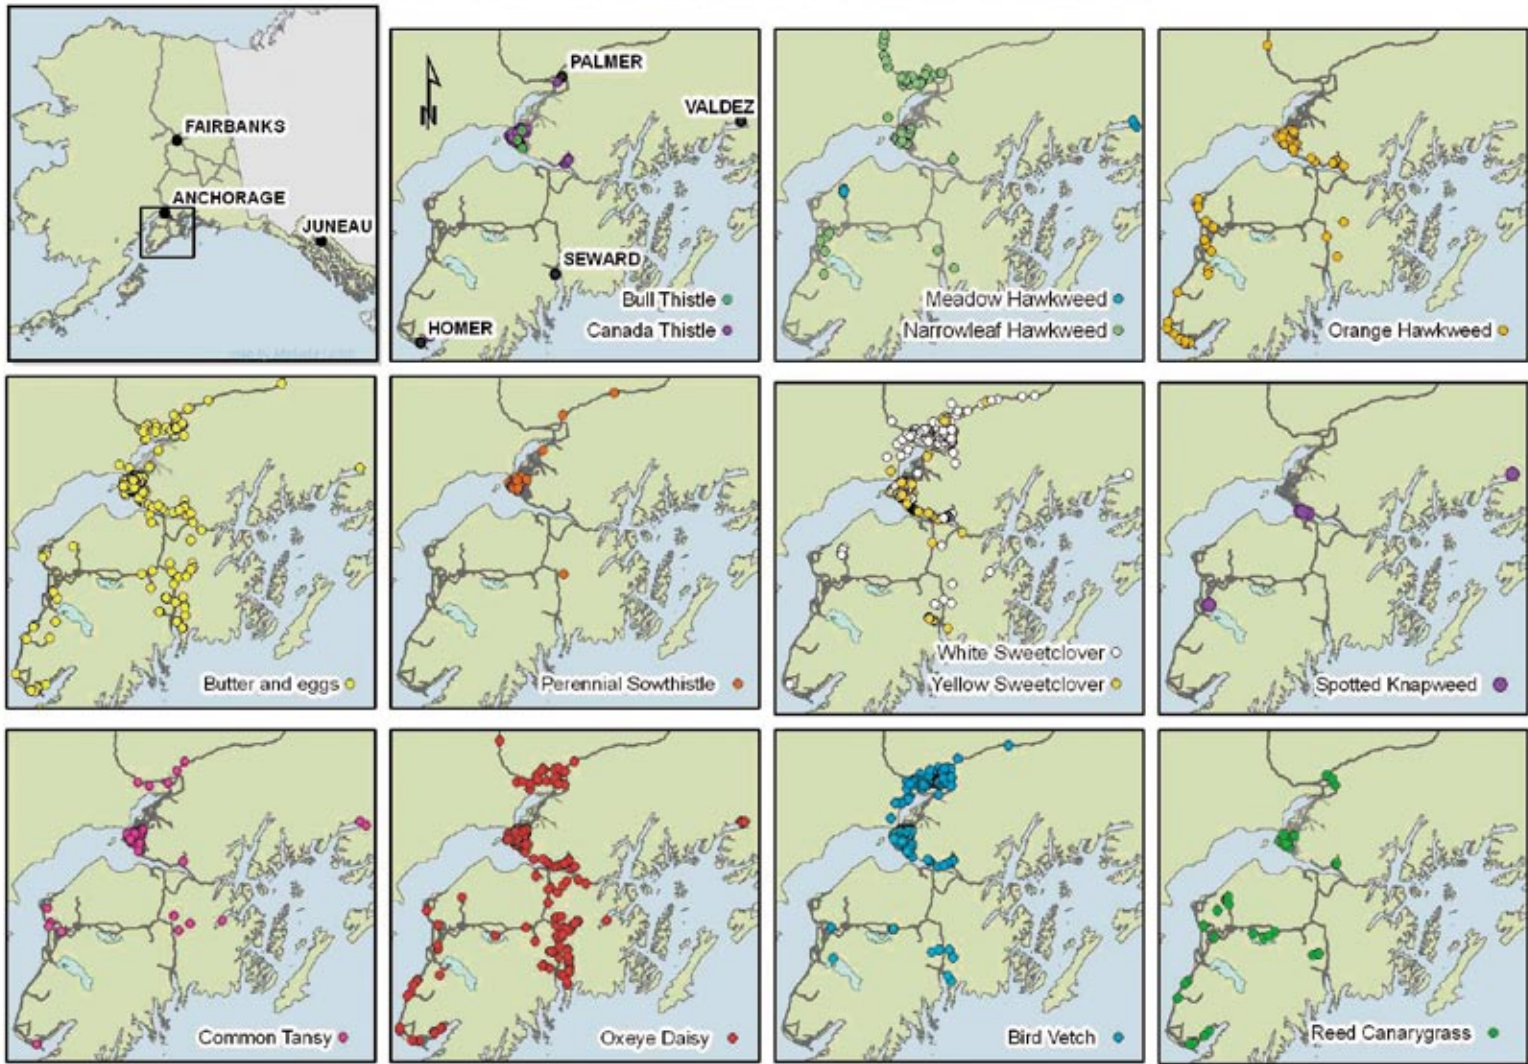 FAIRBANKS
ANCHORAGE
JUNEAU
N
PALMER
VALDEZ
SEWARD
HOMER
Bull Thistle
Canada Thistle
Meadow Hawkweed
Narrowleaf Hawkweed
Orange Hawkweed
Butter and eggs
Perennial Sowthistle
White Sweetclover
Yellow Sweetclover
Spotted Knapweed
Common Tansy
Oxeye Daisy
Bird Vetch
Reed Canarygrass